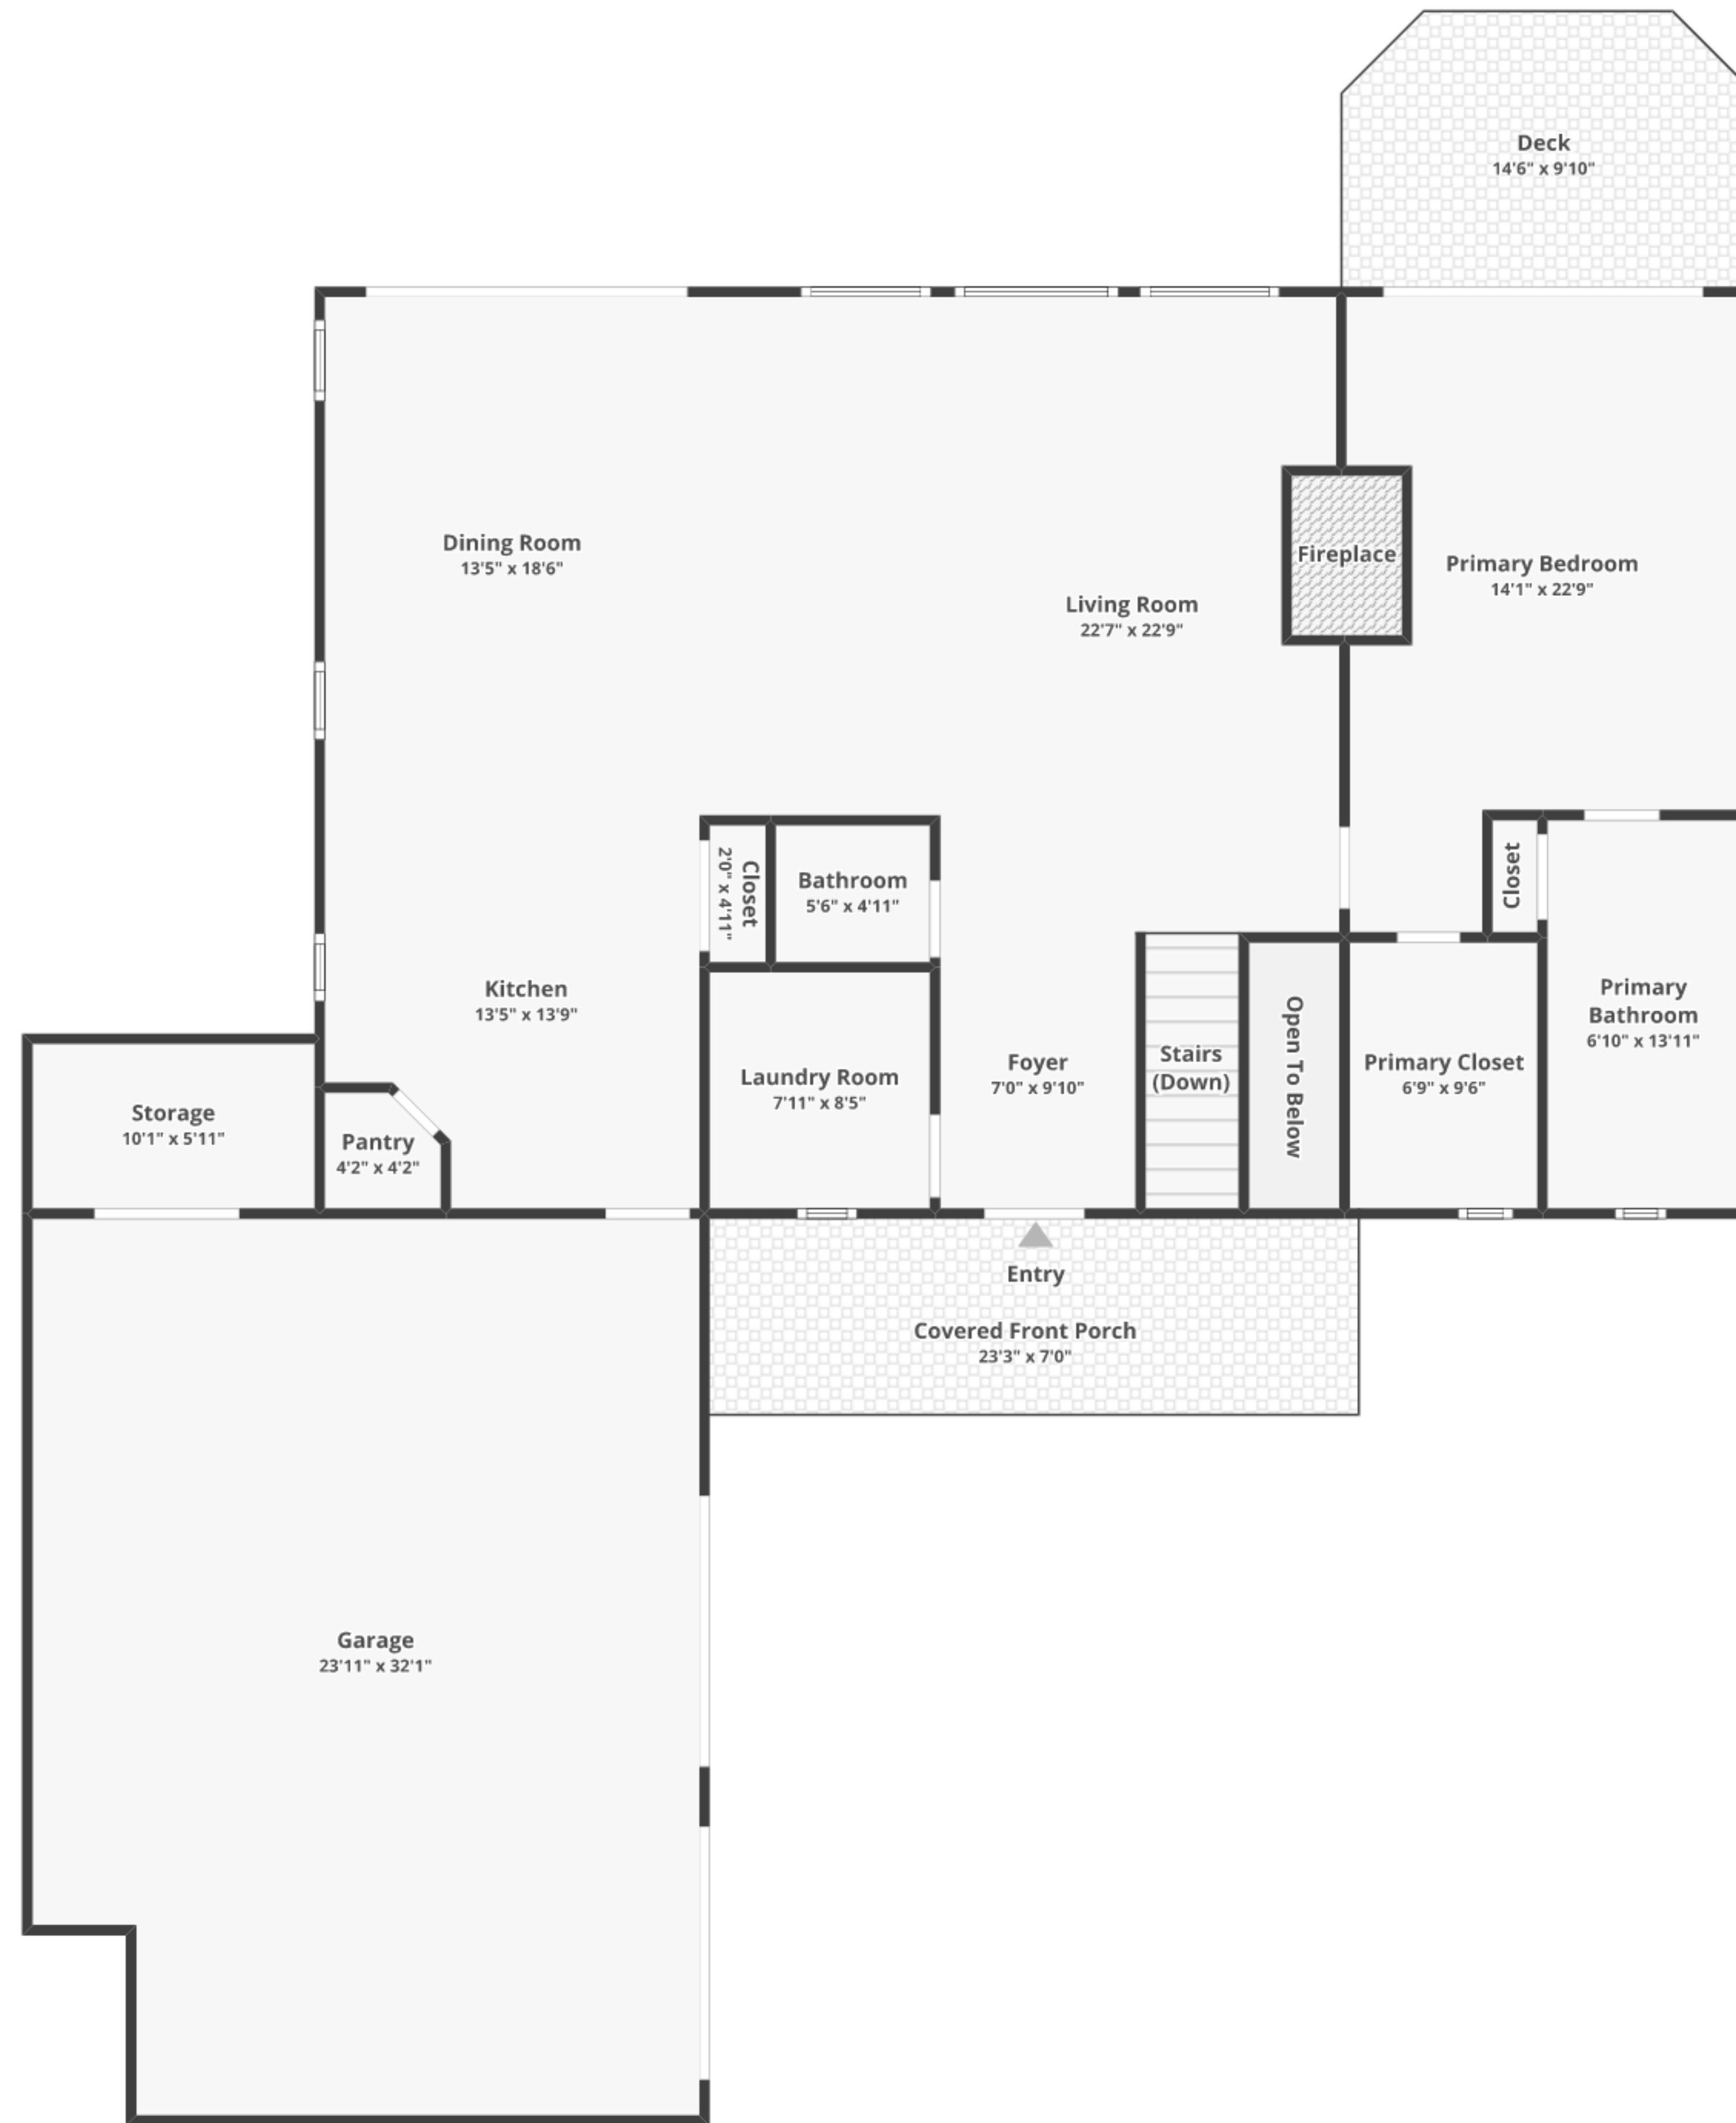 Deck
14'6" x 9'10"
Dining Room
13'5" x 18'6"
Living Room
22'7" x 22'9"
Fireplace
Primary Bedroom
14'1" x 22'9"
Closet
2'0" x 4'11"
Bathroom
5'6" x 4'11"
Closet
Kitchen
13'5" x 13'9"
Primary
Bathroom
6'10" x 13'11"
Storage
10'1" x 5'11"
Pantry
4'2" x 4'2"
Laundry Room
7'11" x 8'5"
Foyer
7'0" x 9'10"
Stairs
(Down)
Open To Below
Primary Closet
6'9" x 9'6"
Entry
Covered Front Porch
23'3" x 7'0"
Garage
23'11" x 32'1"